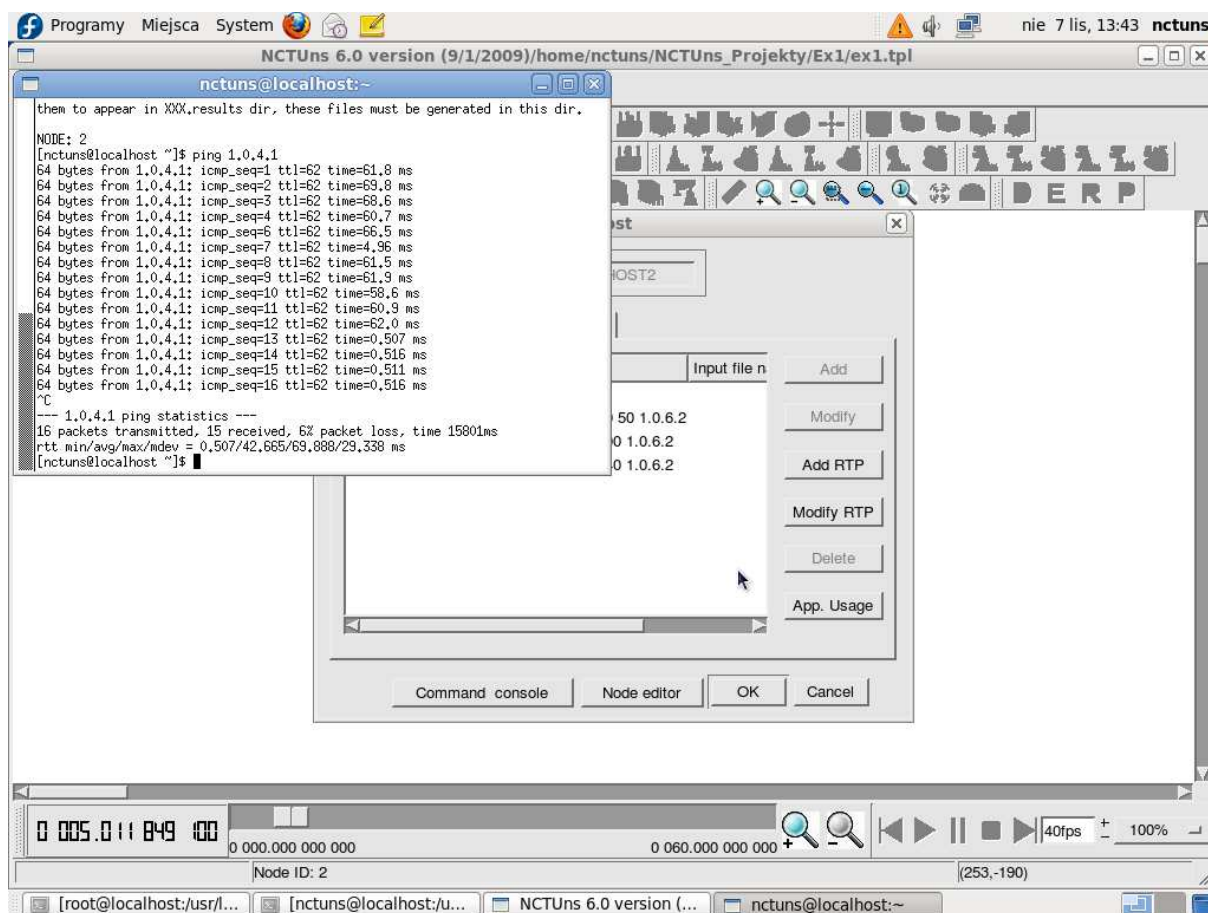 Programy Miejsca System
nie 7 lis, 13:43 nctuns
NCTUns 6.0 version (9/1/2009)/home/nctuns/NCTUns_Projekty/Ex1/ex1.tpl
nctuns@localhost:~
them to appear in XXX.results dir, these files must be generated in this dir.
NODE: 2
[nctuns@localhost ~]$ ping 1.0.4.1
64 bytes from 1.0.4.1: icmp_seq=1 ttl=62 time=61.8 ms
64 bytes from 1.0.4.1: icmp_seq=2 ttl=62 time=69.8 ms
64 bytes from 1.0.4.1: icmp_seq=3 ttl=62 time=68.6 ms
64 bytes from 1.0.4.1: icmp_seq=4 ttl=62 time=60.7 ms
64 bytes from 1.0.4.1: icmp_seq=6 ttl=62 time=66.5 ms
64 bytes from 1.0.4.1: icmp_seq=7 ttl=62 time=4.96 ms
64 bytes from 1.0.4.1: icmp_seq=8 ttl=62 time=61.5 ms
64 bytes from 1.0.4.1: icmp_seq=9 ttl=62 time=61.9 ms
64 bytes from 1.0.4.1: icmp_seq=10 ttl=62 time=58.6 ms
64 bytes from 1.0.4.1: icmp_seq=11 ttl=62 time=60.9 ms
64 bytes from 1.0.4.1: icmp_seq=12 ttl=62 time=62.0 ms
64 bytes from 1.0.4.1: icmp_seq=13 ttl=62 time=0.507 ms
64 bytes from 1.0.4.1: icmp_seq=14 ttl=62 time=0.516 ms
64 bytes from 1.0.4.1: icmp_seq=15 ttl=62 time=0.511 ms
64 bytes from 1.0.4.1: icmp_seq=16 ttl=62 time=0.516 ms
^C
--- 1.0.4.1 ping statistics ---
16 packets transmitted, 15 received, 6% packet loss, time 15801ms
rtt min/avg/max/mdev = 0.507/42.665/69.888/29.338 ms
[nctuns@localhost ~]$
D E R P
st
HOST2
Input file n
50 1.0.6.2
00 1.0.6.2
0 1.0.6.2
Add
Modify
Add RTP
Modify RTP
Delete
App. Usage
Command console
Node editor
OK
Cancel
0 005.011 849 100
0 000.000 000 000
0 060.000 000 000
40fps
+
-
100%
Node ID: 2
(253,-190)
[root@localhost:/usr/l...
[nctuns@localhost:/u...
NCTUns 6.0 version (...
nctuns@localhost:~